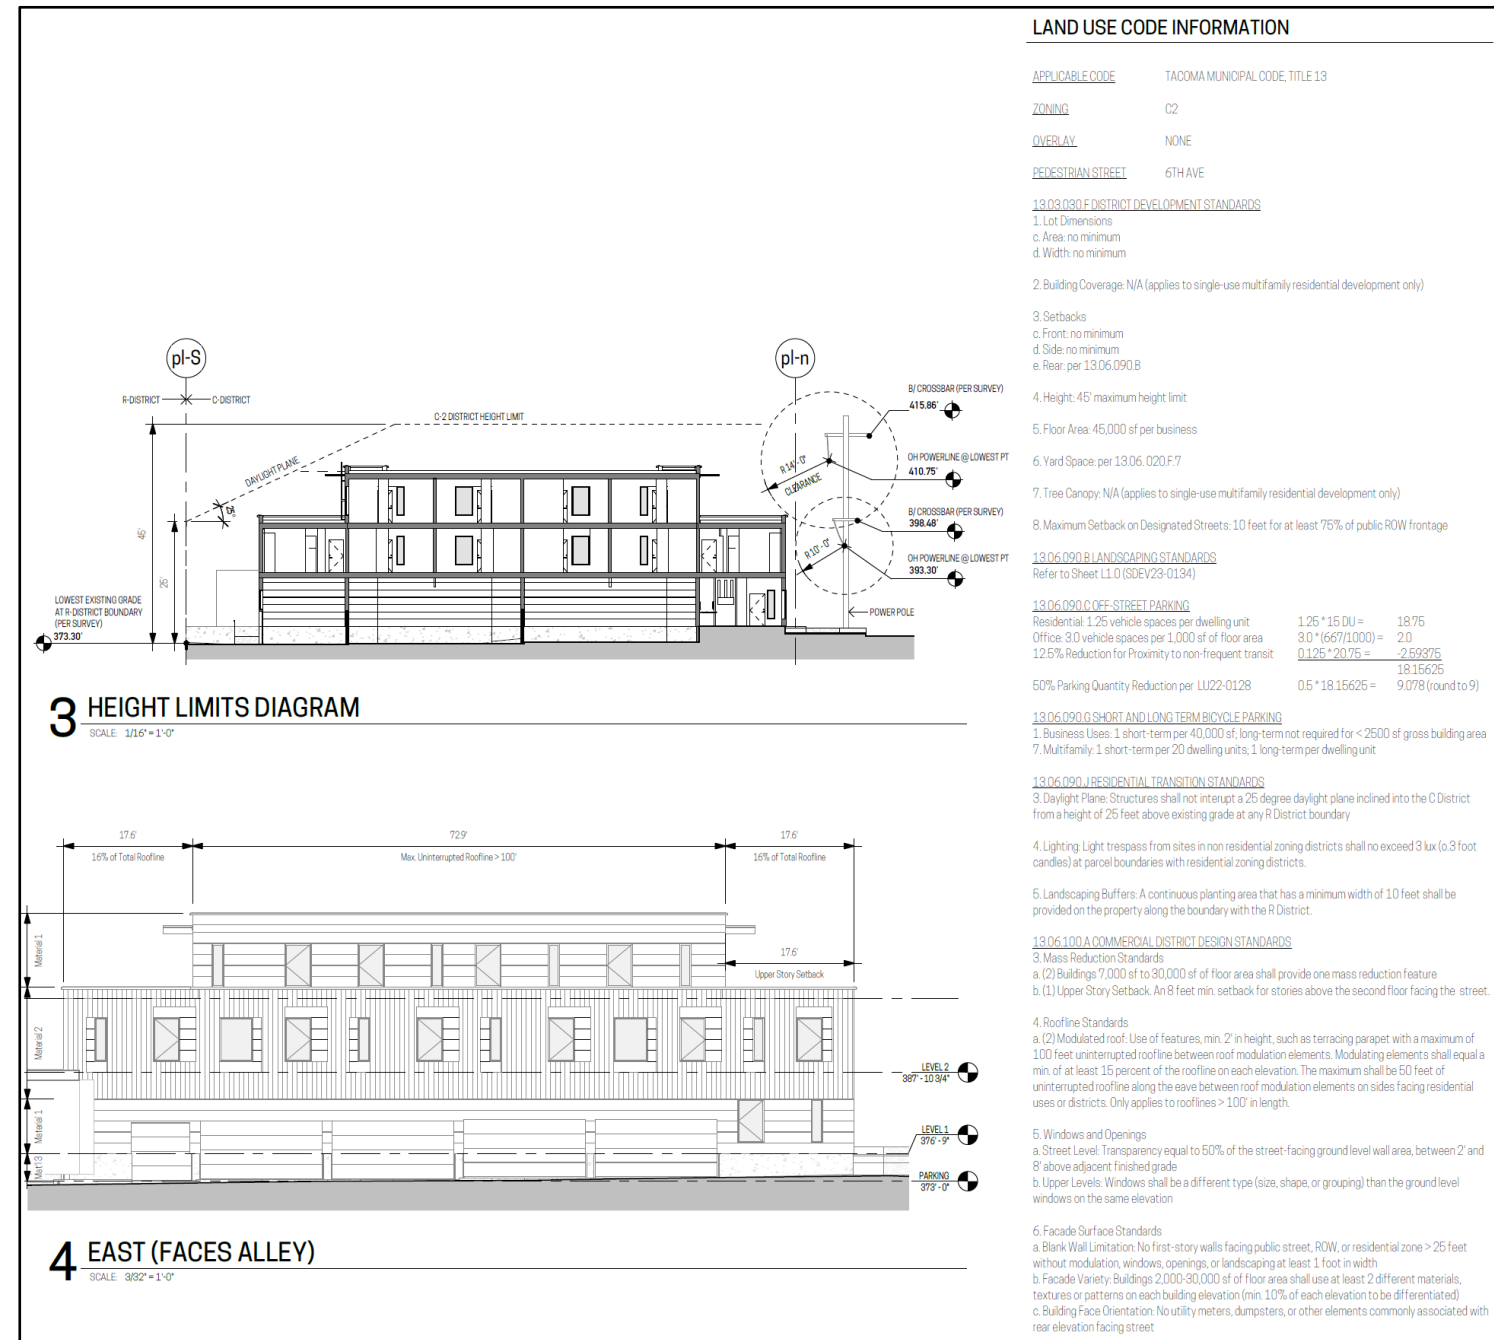 LAND USE CODE INFORMATION
APPLICABLE CODE TACOMA MUNICIPAL CODE, TITLE 13
ZONING C2
OVERLAY NONE
PEDESTRIAN STREET 6TH AVE
13.03.030.F DISTRICT DEVELOPMENT STANDARDS
1. Lot Dimensions
c. Area: no minimum
d. Width: no minimum
2. Building Coverage: N/A (applies to single-use multifamily residential development only)
3. Setbacks
c. Front: no minimum
d. Side: no minimum
e. Rear: per 13.06.090.B
4. Height: 45' maximum height limit
5. Floor Area: 45,000 sf per business
6. Yard Space: per 13.06. 020.F.7
7. Tree Canopy: N/A (applies to single-use multifamily residential development only)
8. Maximum Setback on Designated Streets: 10 feet for at least 75% of public ROW frontage
13.06.090.B LANDSCAPING STANDARDS
Refer to Sheet L1.0 (SDEV23-0134)
13.06.090.C OFF-STREET PARKING
Residential: 1.25 vehicle spaces per dwelling unit 1.25 * 15 DU = 18.75
Office: 3.0 vehicle spaces per 1,000 sf of floor area 3.0 * (667/1000) = 2.0
12.5% Reduction for Proximity to non-frequent transit 0.125 * 20.75 = -2.59375
18.15625
50% Parking Quantity Reduction per LU22-0128 0.5 * 18.15625 = 9.078 (round to 9)
13.06.090.G SHORT AND LONG TERM BICYCLE PARKING
1. Business Uses: 1 short-term per 40,000 sf; long-term not required for < 2500 sf gross building area
7. Multifamily: 1 short-term per 20 dwelling units; 1 long-term per dwelling unit
13.06.090.J RESIDENTIAL TRANSITION STANDARDS
3. Daylight Plane: Structures shall not interupt a 25 degree daylight plane inclined into the C District
from a height of 25 feet above existing grade at any R District boundary
4. Lighting: Light trespass from sites in non residential zoning districts shall no exceed 3 lux (o.3 foot
candles) at parcel boundaries with residential zoning districts.
5. Landscaping Buffers: A continuous planting area that has a minimum width of 10 feet shall be
provided on the property along the boundary with the R District.
13.06.100.A COMMERCIAL DISTRICT DESIGN STANDARDS
3. Mass Reduction Standards
a. (2) Buildings 7,000 sf to 30,000 sf of floor area shall provide one mass reduction feature
b. (1) Upper Story Setback. An 8 feet min. setback for stories above the second floor facing the street.
4. Roofline Standards
a. (2) Modulated roof: Use of features, min. 2' in height, such as terracing parapet with a maximum of
100 feet uninterrupted roofline between roof modulation elements. Modulating elements shall equal a
min. of at least 15 percent of the roofline on each elevation. The maximum shall be 50 feet of
uninterrupted roofline along the eave between roof modulation elements on sides facing residential
uses or districts. Only applies to rooflines > 100' in length.
5. Windows and Openings
a. Street Level: Transparency equal to 50% of the street-facing ground level wall area, between 2' and
8' above adjacent finished grade
b. Upper Levels: Windows shall be a different type (size, shape, or grouping) than the ground level
windows on the same elevation
6. Facade Surface Standards
a. Blank Wall Limitation: No first-story walls facing public street, ROW, or residential zone > 25 feet
without modulation, windows, openings, or landscaping at least 1 foot in width
b. Facade Variety: Buildings 2,000-30,000 sf of floor area shall use at least 2 different materials,
textures or patterns on each building elevation (min. 10% of each elevation to be differentiated)
c. Building Face Orientation: No utility meters, dumpsters, or other elements commonly associated with
rear elevation facing street
pl-S
pl-n
R-DISTRICT
C-DISTRICT
C-2 DISTRICT HEIGHT LIMIT
DAYLIGHT PLANE
25°
45'
25'
LOWEST EXISTING GRADE
AT R-DISTRICT BOUNDARY
(PER SURVEY)
373.30'
B/ CROSSBAR (PER SURVEY)
415.86'
OH POWERLINE @ LOWEST PT
410.75'
B/ CROSSBAR (PER SURVEY)
398.48'
OH POWERLINE @ LOWEST PT
393.30'
R 14' - 0"
CLEARANCE
R 10' - 0"
POWER POLE
3 HEIGHT LIMITS DIAGRAM
SCALE: 1/16" = 1'-0"
17.6'
72.9'
17.6'
16% of Total Roofline
Max. Uninterrupted Roofline > 100'
16% of Total Roofline
17.6'
Upper Story Setback
Material 1
Material 2
Material 1
Mat'l 3
LEVEL 2
387' - 10 3/4"
LEVEL 1
376' - 9"
PARKING
373' - 0"
4 EAST (FACES ALLEY)
SCALE: 3/32" = 1'-0"